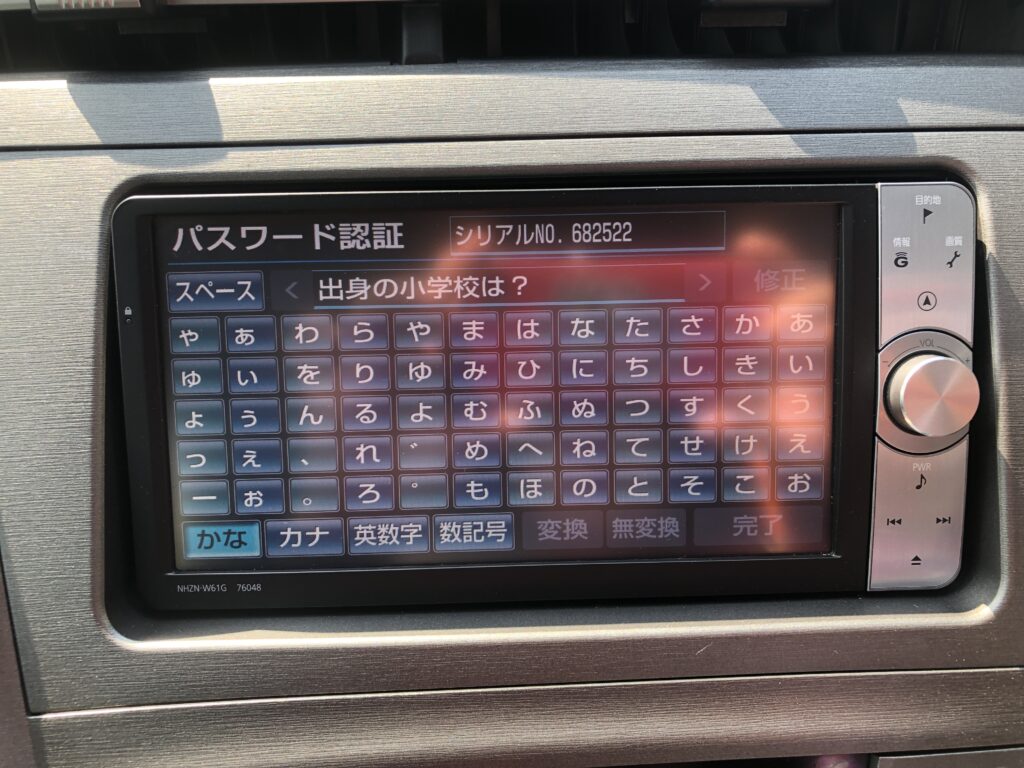 パスワード認証 シリアルNO. 682522
スペース < 出身の小学校は？ > 修正
ゃ ぁ わ ら や ま は な た さ か あ
ゅ ぃ を り ゆ み ひ に ち し き い
ょ ぅ ん る よ む ふ ぬ つ す く う
っ ぇ 、 れ ゛ め へ ね て せ け え
ー ぉ 。 ろ ゜ も ほ の と そ こ お
かな カナ 英数字 数記号 変換 無変換 完了
NHZN-W61G 76048
目的地
情報 画質
G
VOL
- +
PWR